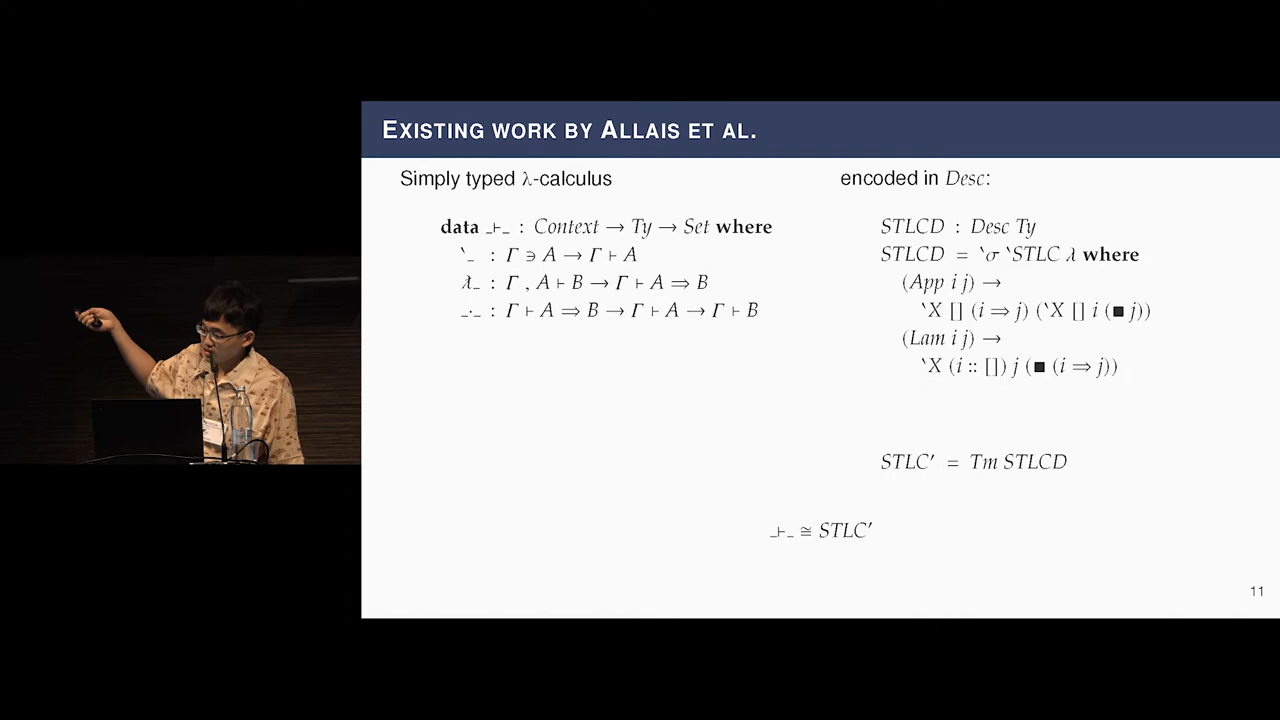 EXISTING WORK BY ALLAIS ET AL.
Simply typed λ-calculus
data _⊢_ : Context → Ty → Set where
‵_ : Γ ∋ A → Γ ⊢ A
ƛ_ : Γ , A ⊢ B → Γ ⊢ A ⇒ B
_·_ : Γ ⊢ A ⇒ B → Γ ⊢ A → Γ ⊢ B
encoded in Desc:
STLCD : Desc Ty
STLCD = ‵σ ‵STLC λ where
(App i j) →
‵X [] (i ⇒ j) (‵X [] i (■ j))
(Lam i j) →
‵X (i :: []) j (■ (i ⇒ j))
STLC′ = Tm STLCD
_⊢_ ≅ STLC′
11